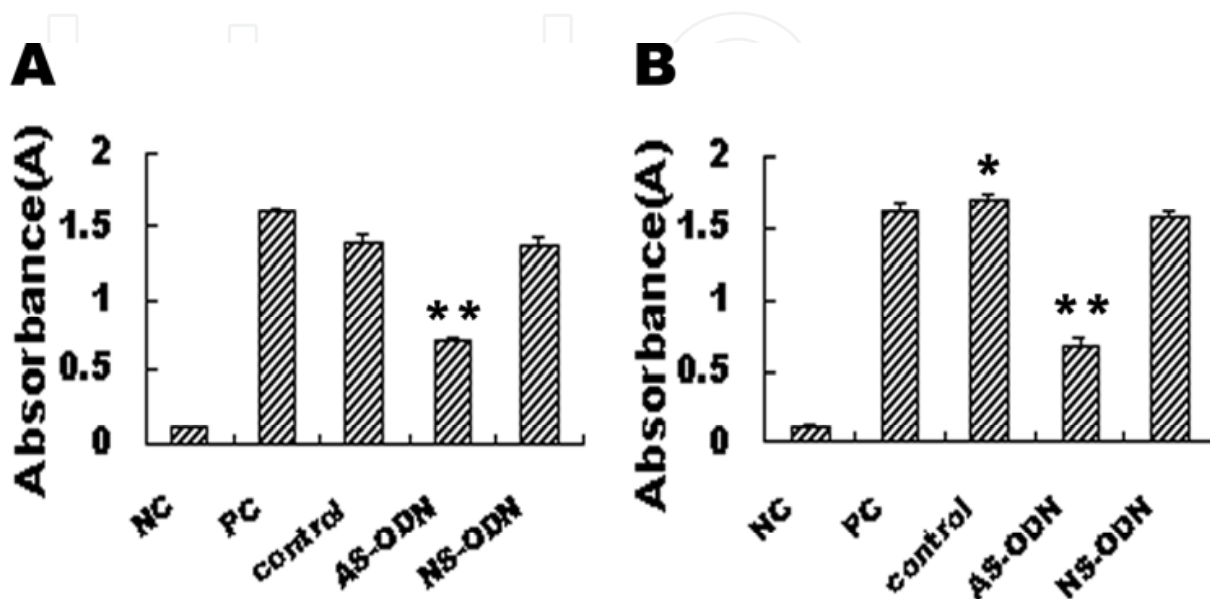 A
Absorbance(A)
2
1.5
1
0.5
0
**
NC
PC
control
AS-ODN
NS-ODN
B
Absorbance(A)
2
1.5
1
0.5
0
*
**
NC
PC
control
AS-ODN
NS-ODN